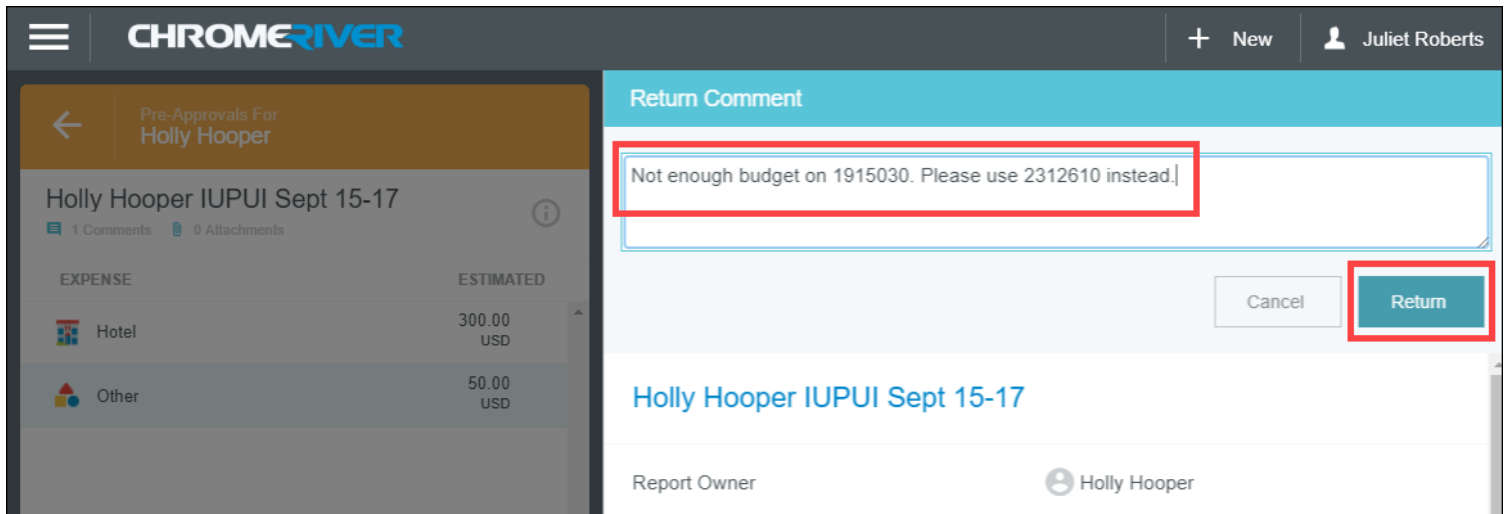 CHROMERIVER
+ New
Juliet Roberts
Pre-Approvals For
Holly Hooper
Holly Hooper IUPUI Sept 15-17
1 Comments 0 Attachments
EXPENSE ESTIMATED
Hotel 300.00
USD
Other 50.00
USD
Return Comment
Not enough budget on 1915030. Please use 2312610 instead.
Cancel Return
Holly Hooper IUPUI Sept 15-17
Report Owner Holly Hooper